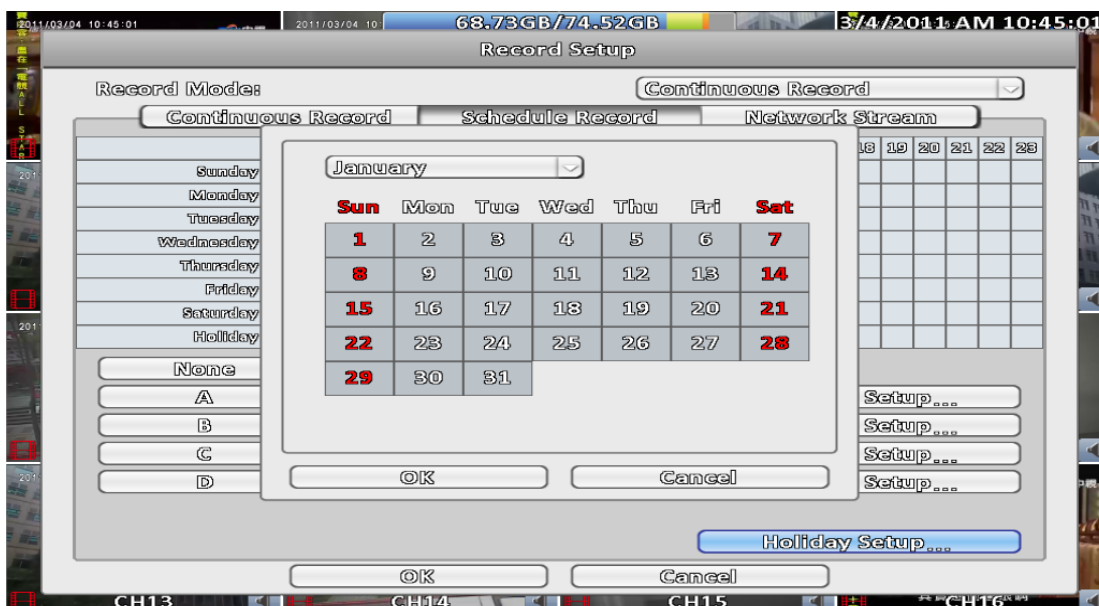 2011/03/04 10:45:01
2011/03/04 10:
68.73GB/74.52GB
3/4/2011 AM 10:45:01
Record Setup
Record Mode:
Continuous Record
Continuous Record
Schedule Record
Network Stream
18 19 20 21 22 23
January
Sunday
Monday
Tuesday
Wednesday
Thursday
Friday
Saturday
Holiday
Sun Mon Tue Wed Thu Fri Sat
1 2 3 4 5 6 7
8 9 10 11 12 13 14
15 16 17 18 19 20 21
22 23 24 25 26 27 28
29 30 31
None
A
Setup...
B
Setup...
C
Setup...
D
Setup...
OK
Cancel
Holiday Setup...
OK
Cancel
CH13
CH14
CH15
CH16